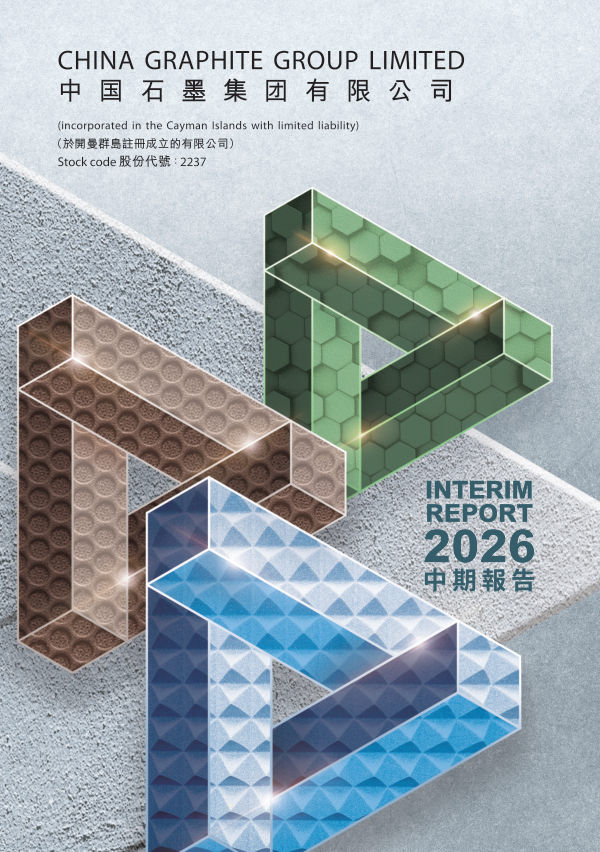 CHINA GRAPHITE GROUP LIMITED
中国石墨集团有限公司
(incorporated in the Cayman Islands with limited liability)
（於開曼群島註冊成立的有限公司）
Stock code 股份代號：2237
INTERIM
REPORT
2026
中期報告